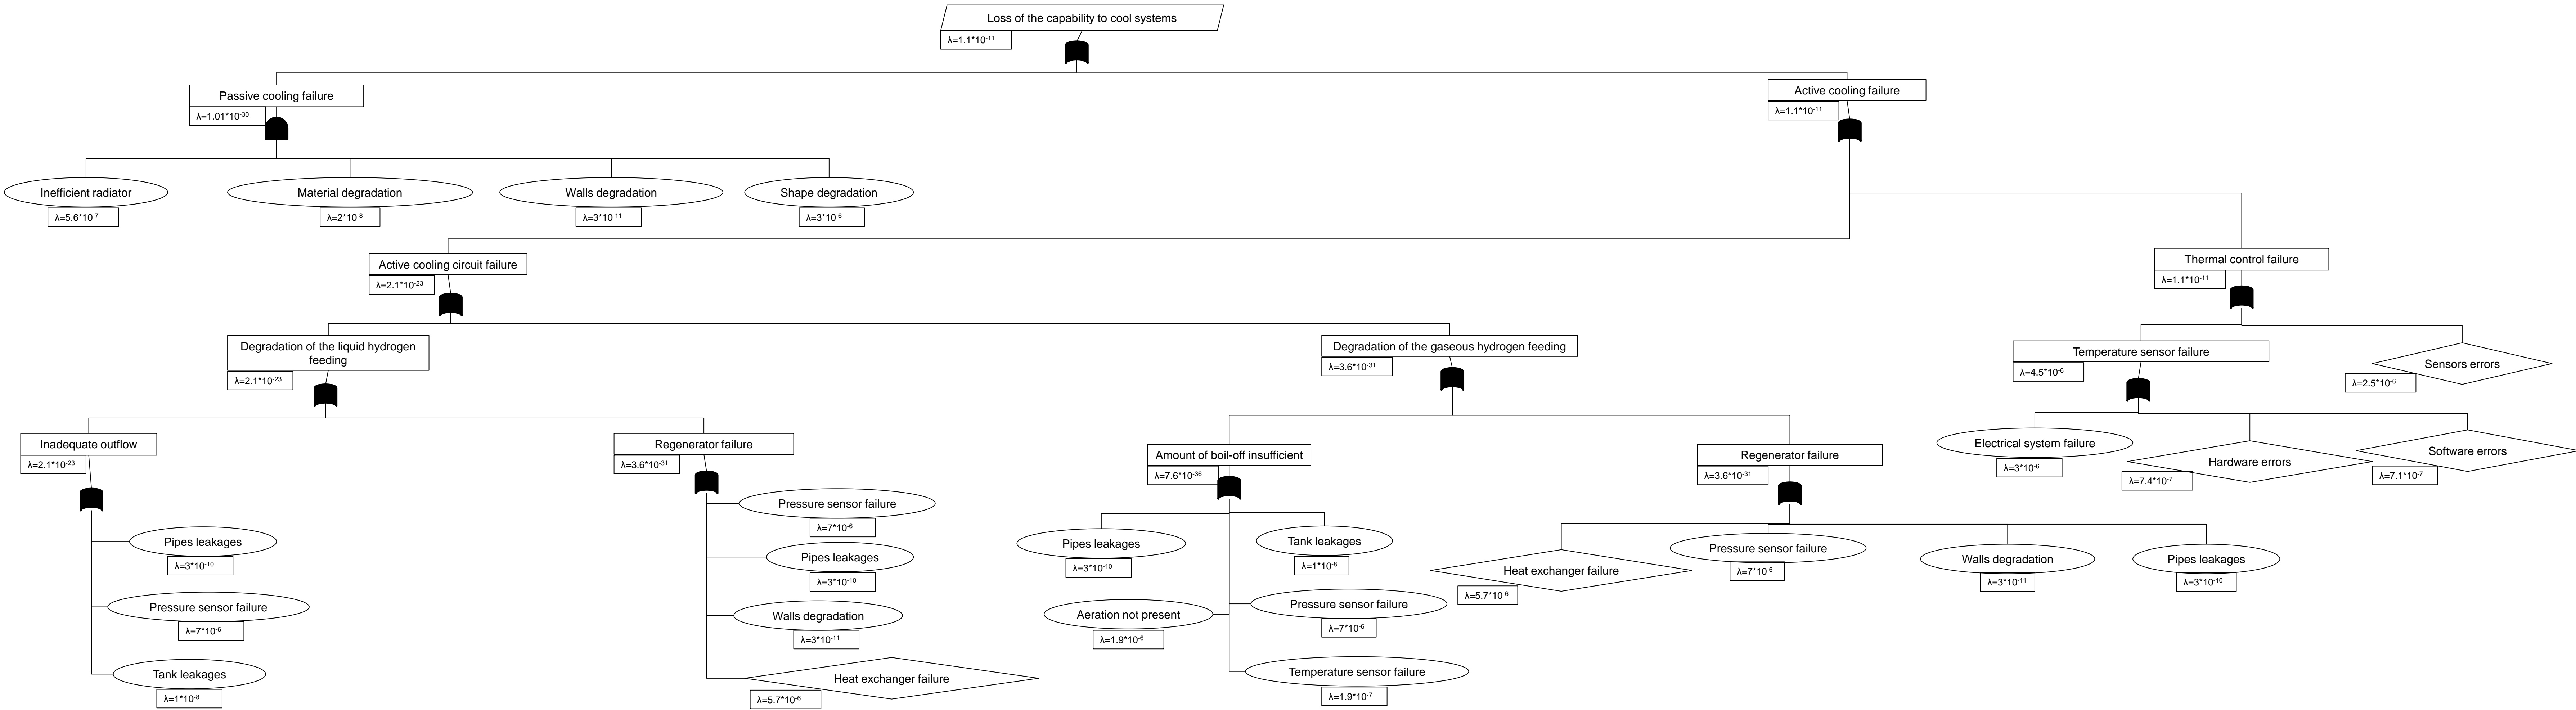 Loss of the capability to cool systems
λ=1.1*10-11
Passive cooling failure
λ=1.01*10-30
Active cooling failure
λ=1.1*10-11
Inefficient radiator
λ=5.6*10-7
Material degradation
λ=2*10-8
Walls degradation
λ=3*10-11
Shape degradation
λ=3*10-6
Active cooling circuit failure
λ=2.1*10-23
Thermal control failure
λ=1.1*10-11
Degradation of the liquid hydrogen
feeding
λ=2.1*10-23
Degradation of the gaseous hydrogen feeding
λ=3.6*10-31
Temperature sensor failure
λ=4.5*10-6
Sensors errors
λ=2.5*10-6
Inadequate outflow
λ=2.1*10-23
Regenerator failure
λ=3.6*10-31
Amount of boil-off insufficient
λ=7.6*10-36
Regenerator failure
λ=3.6*10-31
Electrical system failure
λ=3*10-6
Hardware errors
λ=7.4*10-7
Software errors
λ=7.1*10-7
Pipes leakages
λ=3*10-10
Pressure sensor failure
λ=7*10-6
Tank leakages
λ=1*10-8
Pressure sensor failure
λ=7*10-6
Pipes leakages
λ=3*10-10
Walls degradation
λ=3*10-11
Heat exchanger failure
λ=5.7*10-6
Pipes leakages
λ=3*10-10
Tank leakages
λ=1*10-8
Aeration not present
λ=1.9*10-6
Pressure sensor failure
λ=7*10-6
Temperature sensor failure
λ=1.9*10-7
Heat exchanger failure
λ=5.7*10-6
Pressure sensor failure
λ=7*10-6
Walls degradation
λ=3*10-11
Pipes leakages
λ=3*10-10